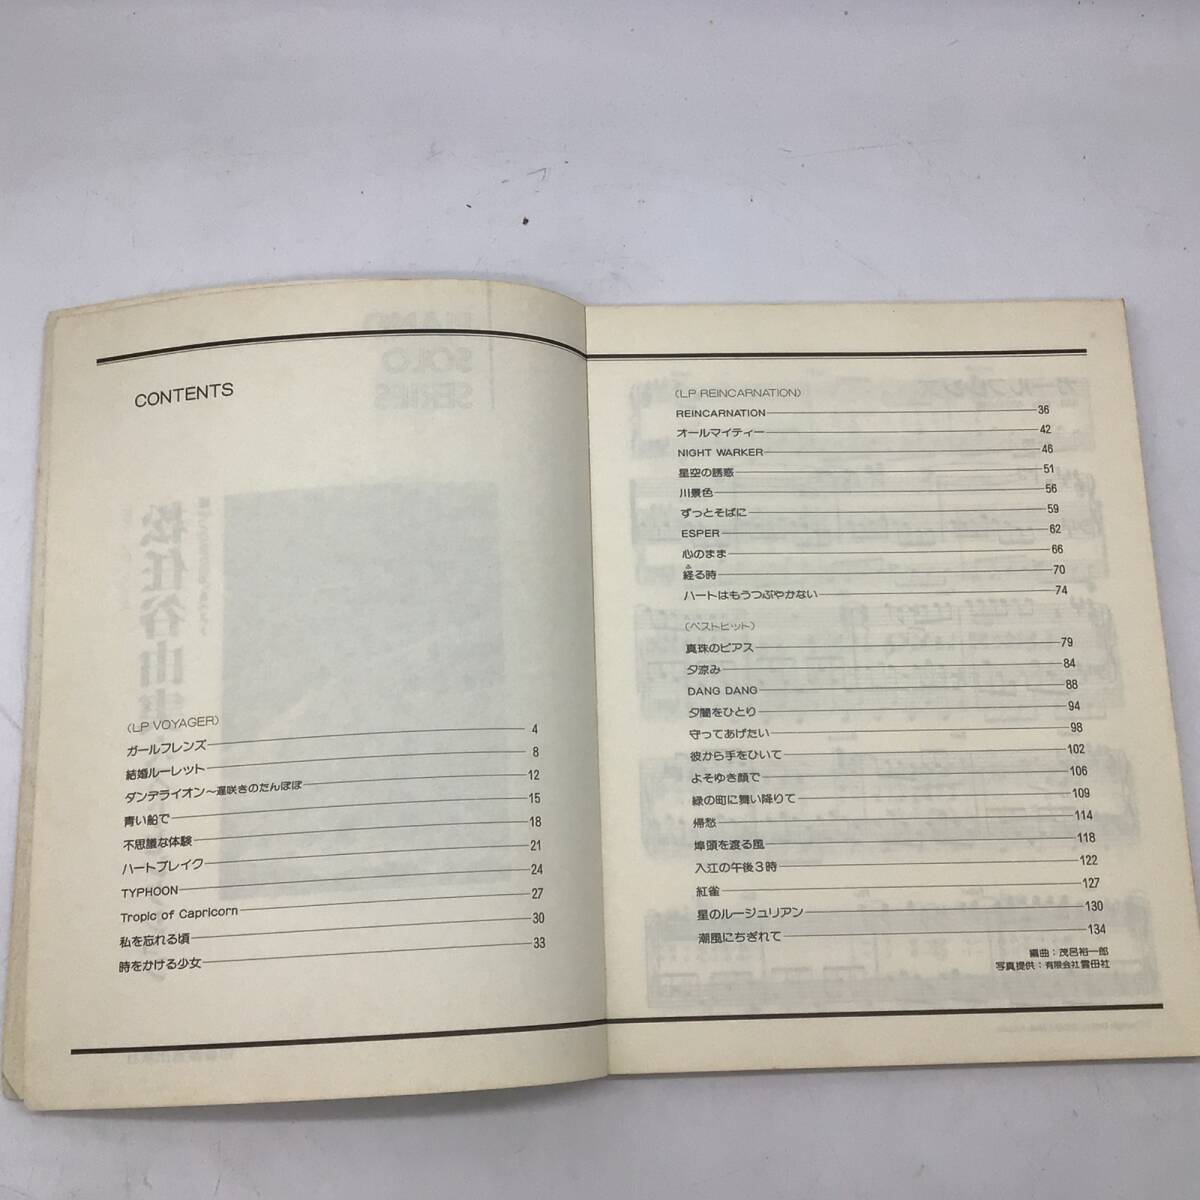 CONTENTS
(LP VOYAGER)
ガールフレンズ 4
結婚ルーレット 8
ダンデライオン〜遅咲きのたんぽぽ 12
青い船で 15
不思議な体験 18
ハートブレイク 21
TYPHOON 24
Tropic of Capricorn 27
私を忘れる頃 30
時をかける少女 33
(LP REINCARNATION)
REINCARNATION 36
オールマイティー 42
NIGHT WARKER 46
星空の誘惑 51
川景色 56
ずっとそばに 59
ESPER 62
心のまま 66
経る時 70
ハートはもうつぶやかない 74
(ベストヒット)
真珠のピアス 79
夕涼み 84
DANG DANG 88
夕闇をひとり 94
守ってあげたい 98
彼から手をひいて 102
よそゆき顔で 106
緑の町に舞い降りて 109
帰愁 114
埠頭を渡る風 118
入江の午後3時 122
紅雀 127
星のルージュリアン 130
潮風にちぎれて 134
編曲：茂呂裕一郎
写真提供：有限会社雲母社